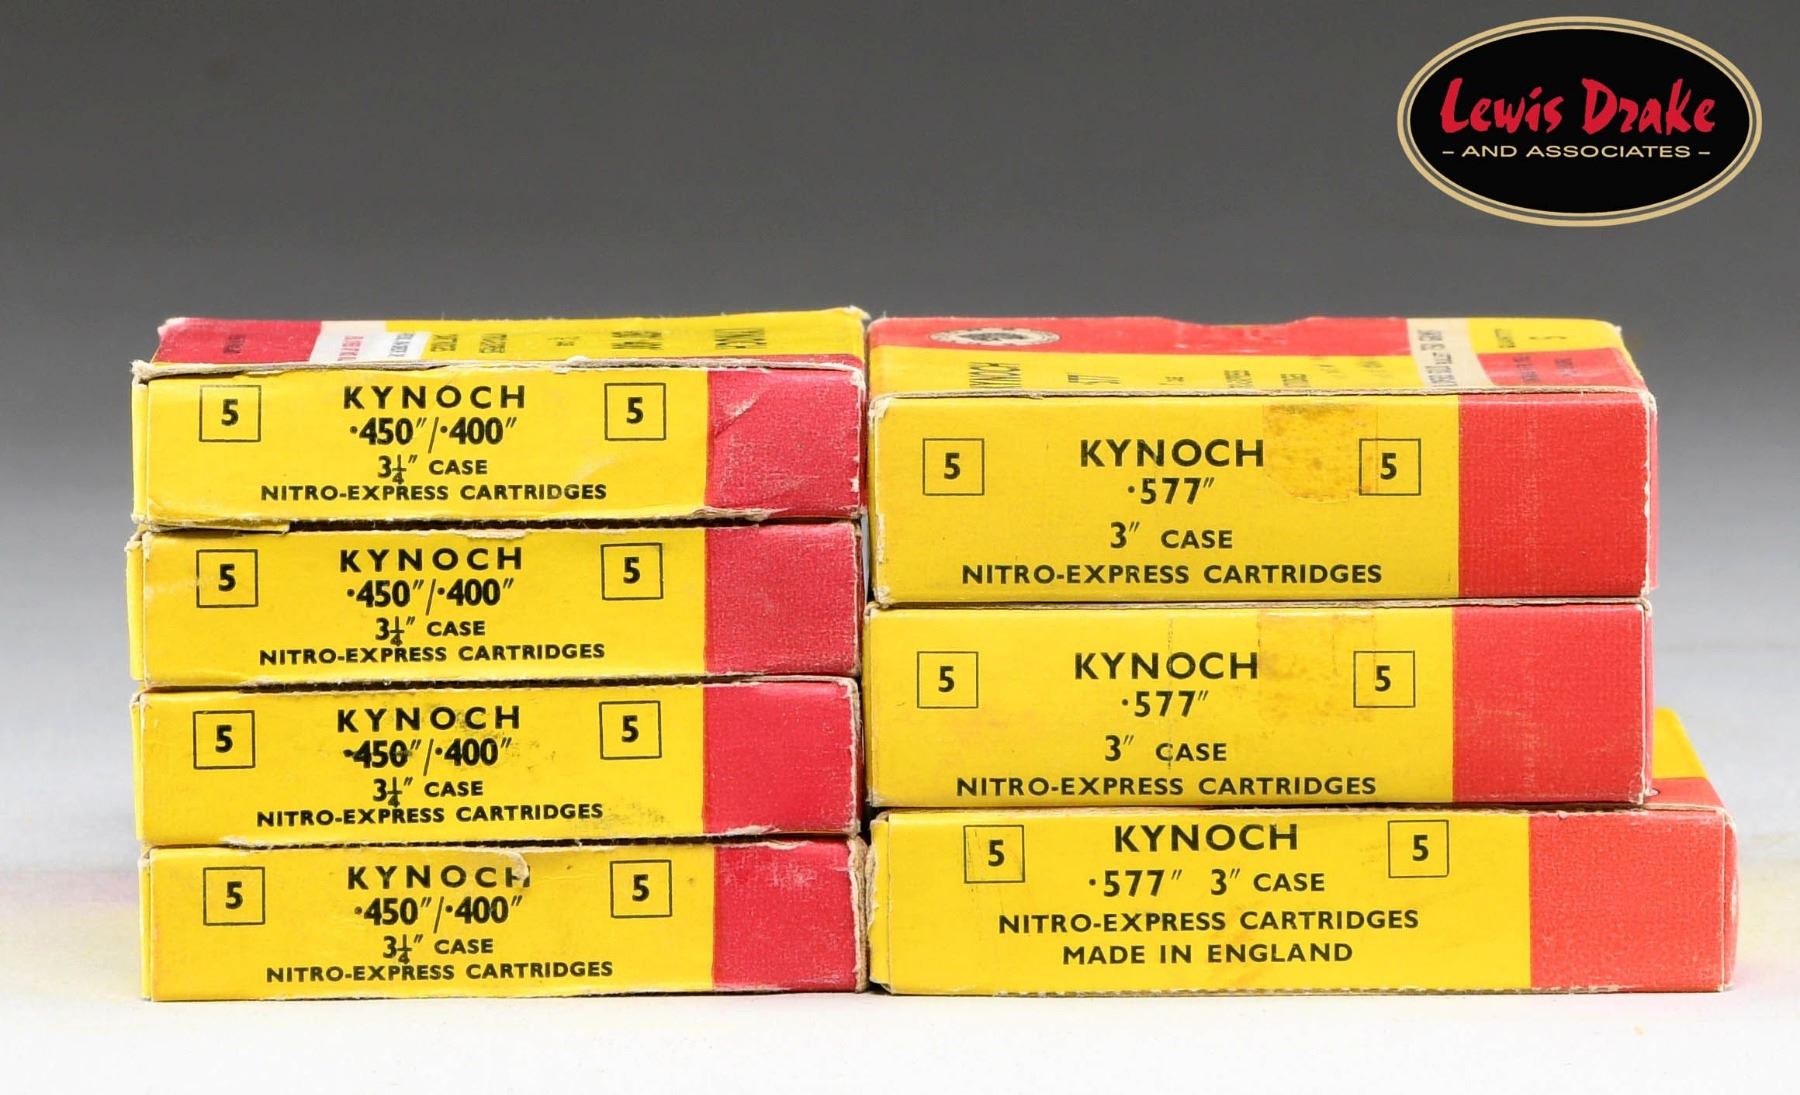 Lewis Drake
– AND ASSOCIATES –
5
KYNOCH
5
·450″/·400″
3¼″ CASE
NITRO-EXPRESS CARTRIDGES
5
KYNOCH
5
·450″/·400″
3¼″ CASE
NITRO-EXPRESS CARTRIDGES
5
KYNOCH
5
·450″/·400″
3¼″ CASE
NITRO-EXPRESS CARTRIDGES
5
KYNOCH
5
·450″/·400″
3¼″ CASE
NITRO-EXPRESS CARTRIDGES
KYNOCH
577
5
5
KYNOCH
5
·577″
3″ CASE
NITRO-EXPRESS CARTRIDGES
5
KYNOCH
5
·577″
3″ CASE
NITRO-EXPRESS CARTRIDGES
5
KYNOCH
5
·577″ 3″ CASE
NITRO-EXPRESS CARTRIDGES
MADE IN ENGLAND